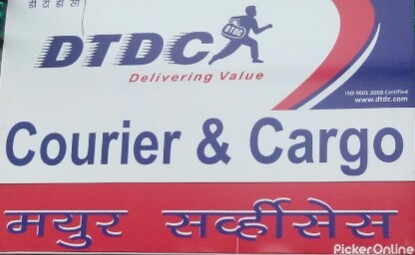 डी टी डी सी
DTDC
DTDC
Delivering Value
ISO 9001:2008 Certified
www.dtdc.com
Courier & Cargo
मयुर सर्व्हीसेस
PickerOnline